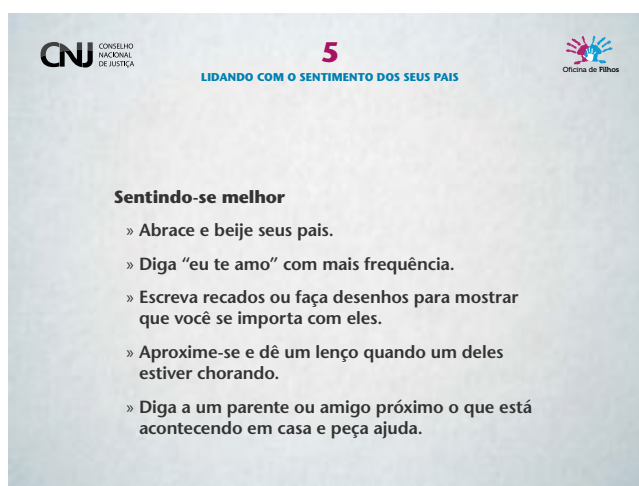 CNJ CONSELHO
NACIONAL
DE JUSTIÇA
5
LIDANDO COM O SENTIMENTO DOS SEUS PAIS
Oficina de Filhos
Sentindo-se melhor
» Abrace e beije seus pais.
» Diga “eu te amo” com mais frequência.
» Escreva recados ou faça desenhos para mostrar
que você se importa com eles.
» Aproxime-se e dê um lenço quando um deles
estiver chorando.
» Diga a um parente ou amigo próximo o que está
acontecendo em casa e peça ajuda.